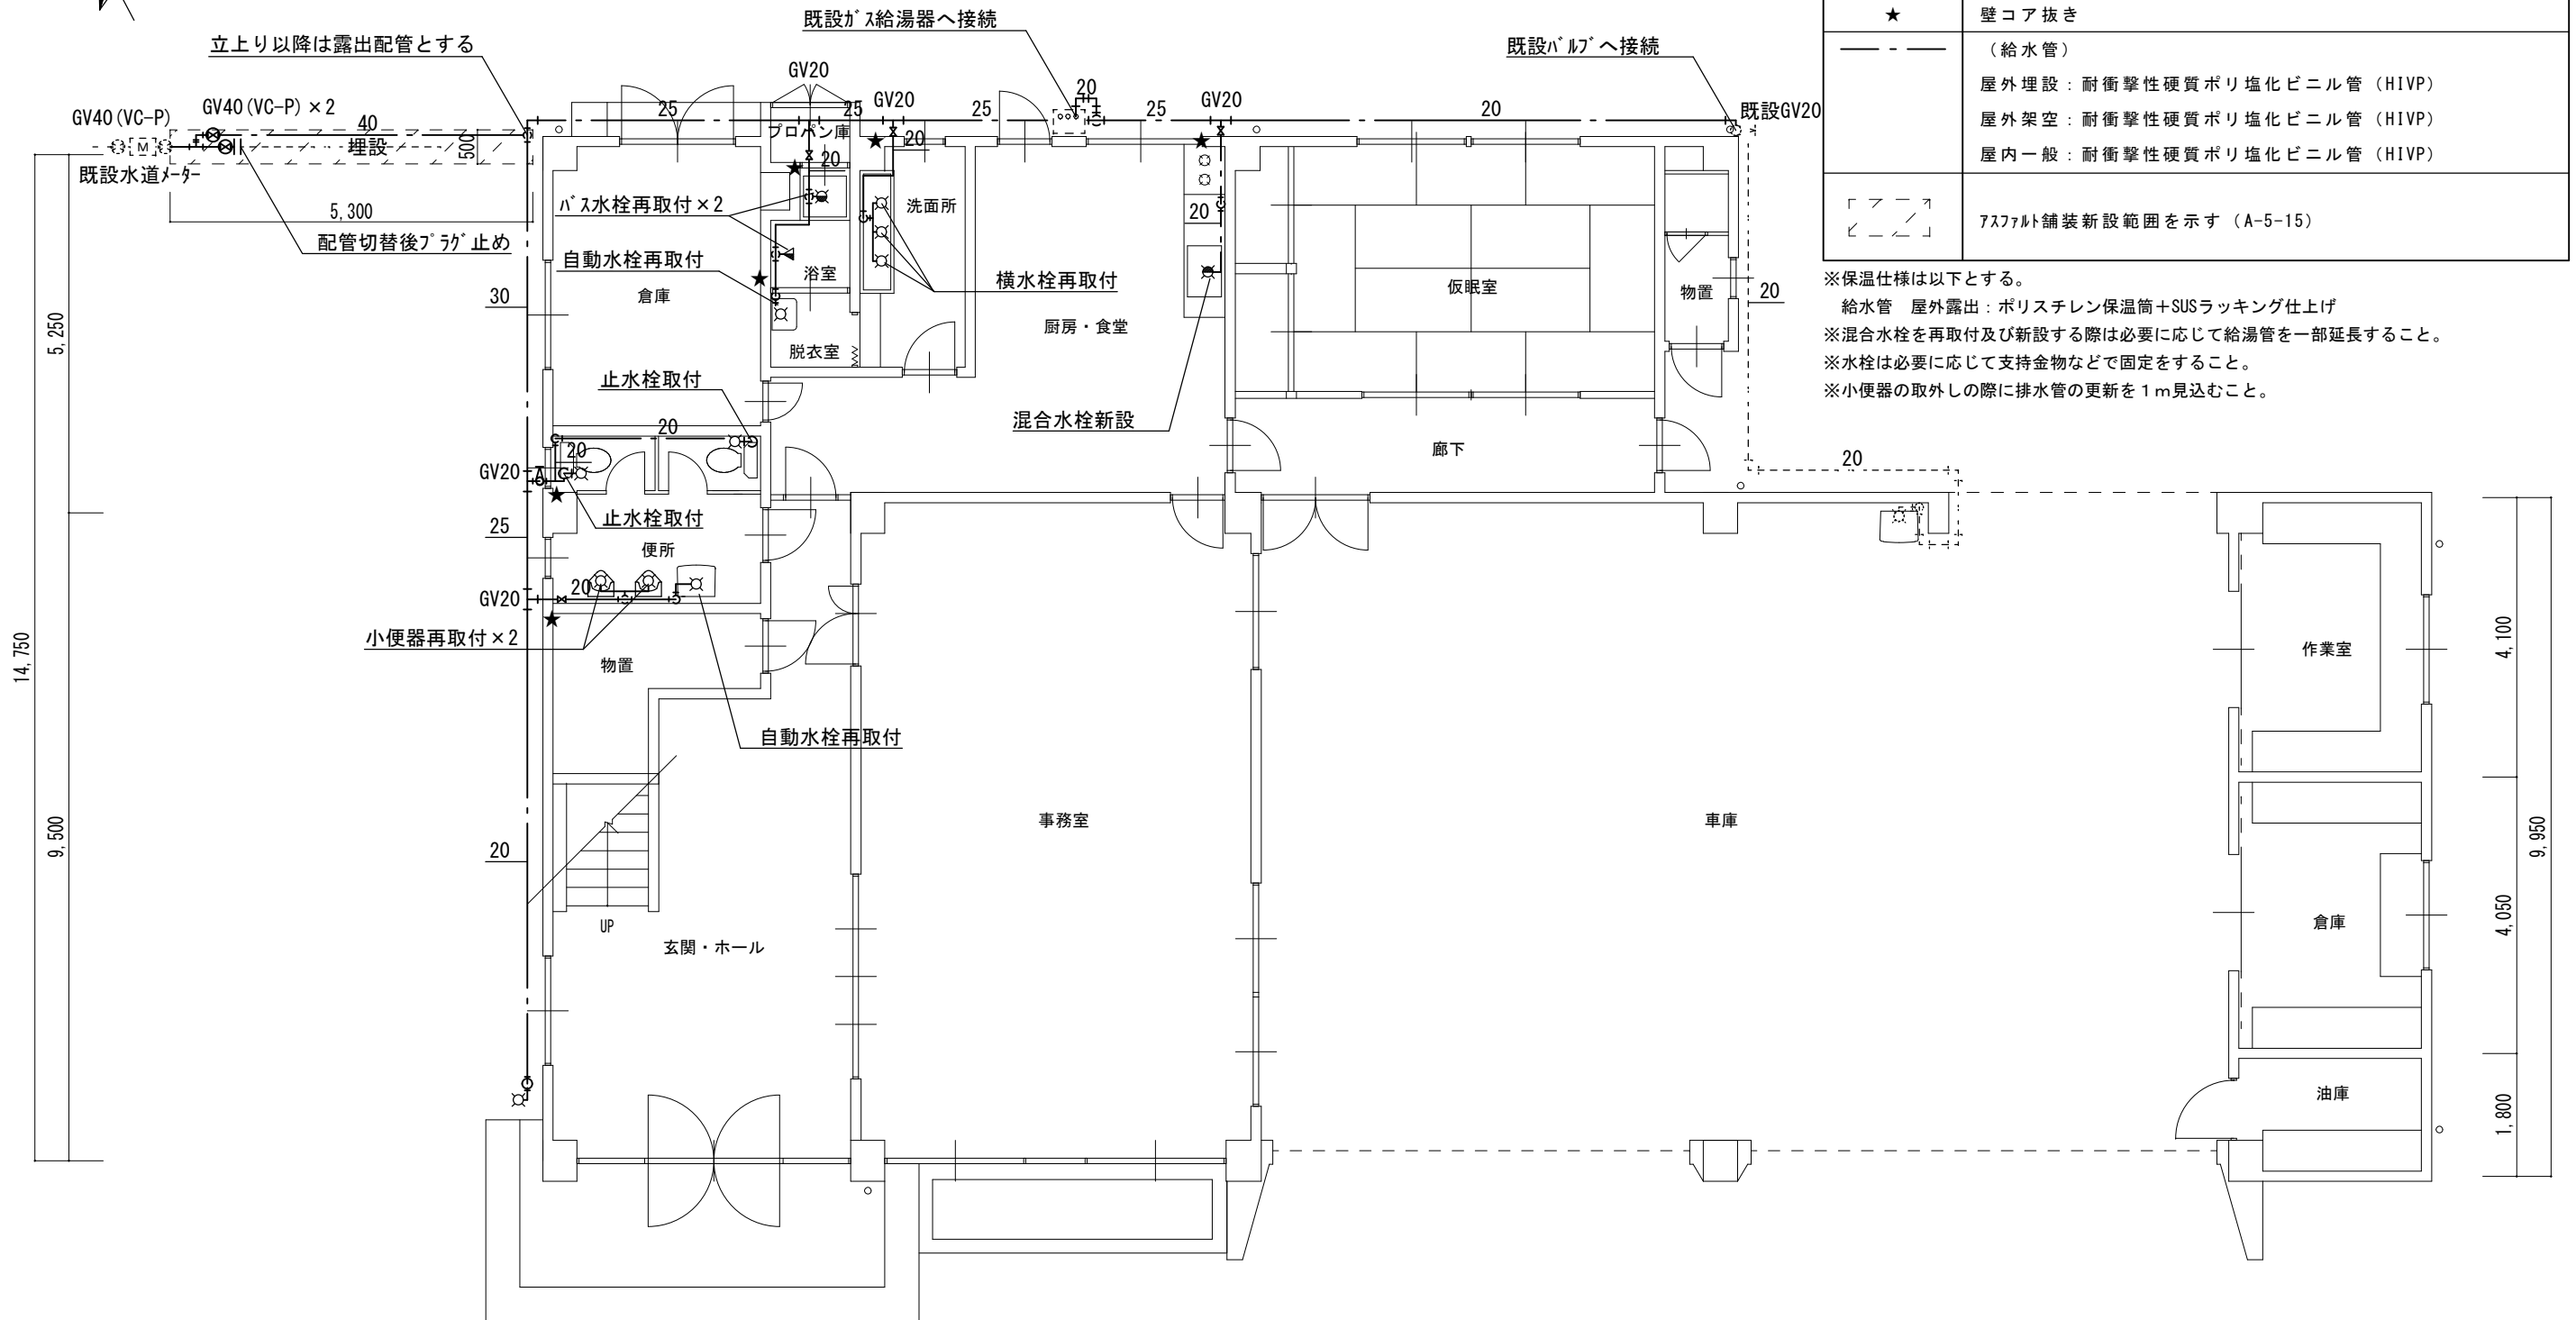 ★ 壁コア抜き
（給水管）
屋外埋設：耐衝撃性硬質ポリ塩化ビニル管（HIVP）
屋外架空：耐衝撃性硬質ポリ塩化ビニル管（HIVP）
屋内一般：耐衝撃性硬質ポリ塩化ビニル管（HIVP）
ｱｽﾌｧﾙﾄ舗装新設範囲を示す（A-5-15）
※保温仕様は以下とする。
給水管　屋外露出：ポリスチレン保温筒＋SUSラッキング仕上げ
※混合水栓を再取付及び新設する際は必要に応じて給湯管を一部延長すること。
※水栓は必要に応じて支持金物などで固定をすること。
※小便器の取外しの際に排水管の更新を１ｍ見込むこと。
既設ｶﾞｽ給湯器へ接続
立上り以降は露出配管とする
既設ﾊﾞﾙﾌﾞへ接続
GV20
GV40(VC-P)
GV40(VC-P)×2
40
25
25
GV20
25
20
25
GV20
20
既設GV20
プロパン庫
M
埋設
500
既設水道ﾒｰﾀｰ
20
20
5,300
ﾊﾞｽ水栓再取付×2
洗面所
20
配管切替後ﾌﾟﾗｸﾞ止め
自動水栓再取付
浴室
横水栓再取付
30
倉庫
仮眠室
物置
20
5,250
厨房・食堂
脱衣室
止水栓取付
混合水栓新設
20
20
廊下
20
GV20
止水栓取付
25
便所
20
GV20
小便器再取付×2
物置
14,750
4,100
作業室
自動水栓再取付
9,500
20
事務室
車庫
9,950
UP
4,050
倉庫
玄関・ホール
油庫
1,800